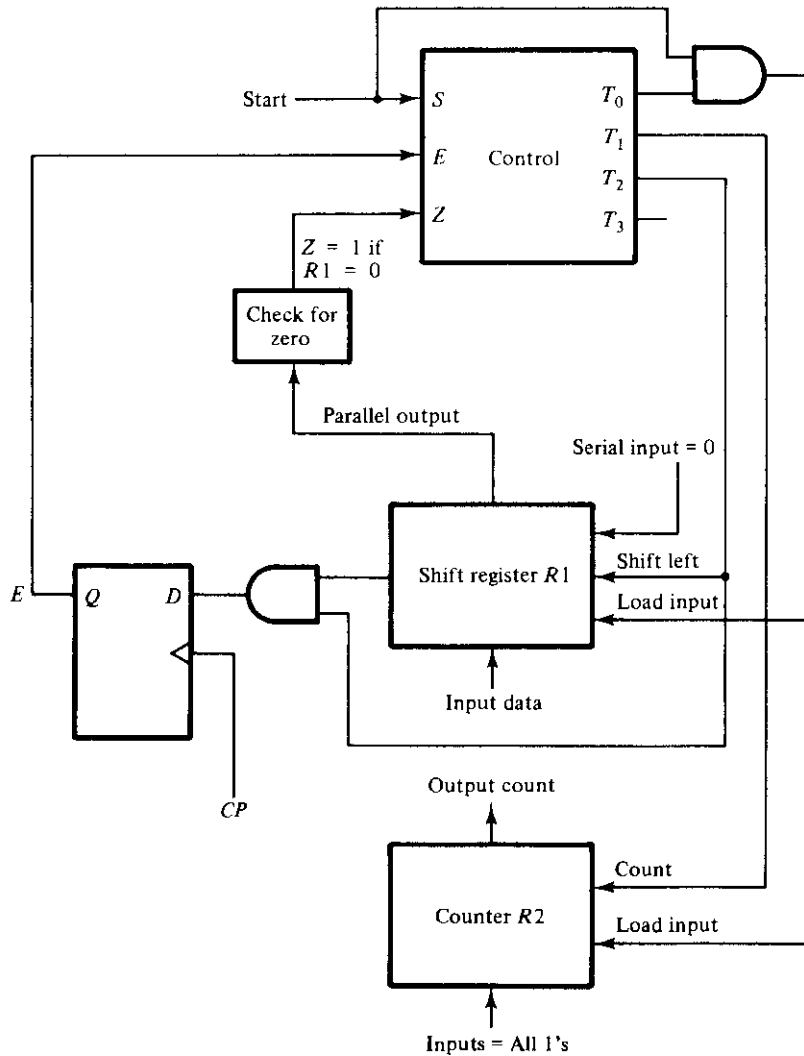 Start
S
T0
E
Control
T1
T2
Z
T3
Z = 1 if
R1 = 0
Check for
zero
Parallel output
Serial input = 0
Shift register R1
Shift left
Load input
E
Q
D
Input data
CP
Output count
Counter R2
Count
Load input
Inputs = All 1's